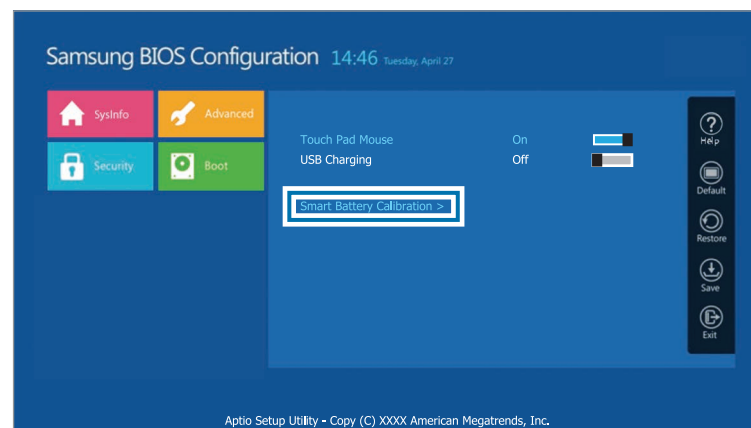 Samsung BIOS Configuration 14:46 Tuesday, April 27
SysInfo
Advanced
Security
Boot
Touch Pad Mouse On
USB Charging Off
Smart Battery Calibration >
Help
Default
Restore
Save
Exit
Aptio Setup Utility - Copy (C) XXXX American Megatrends, Inc.